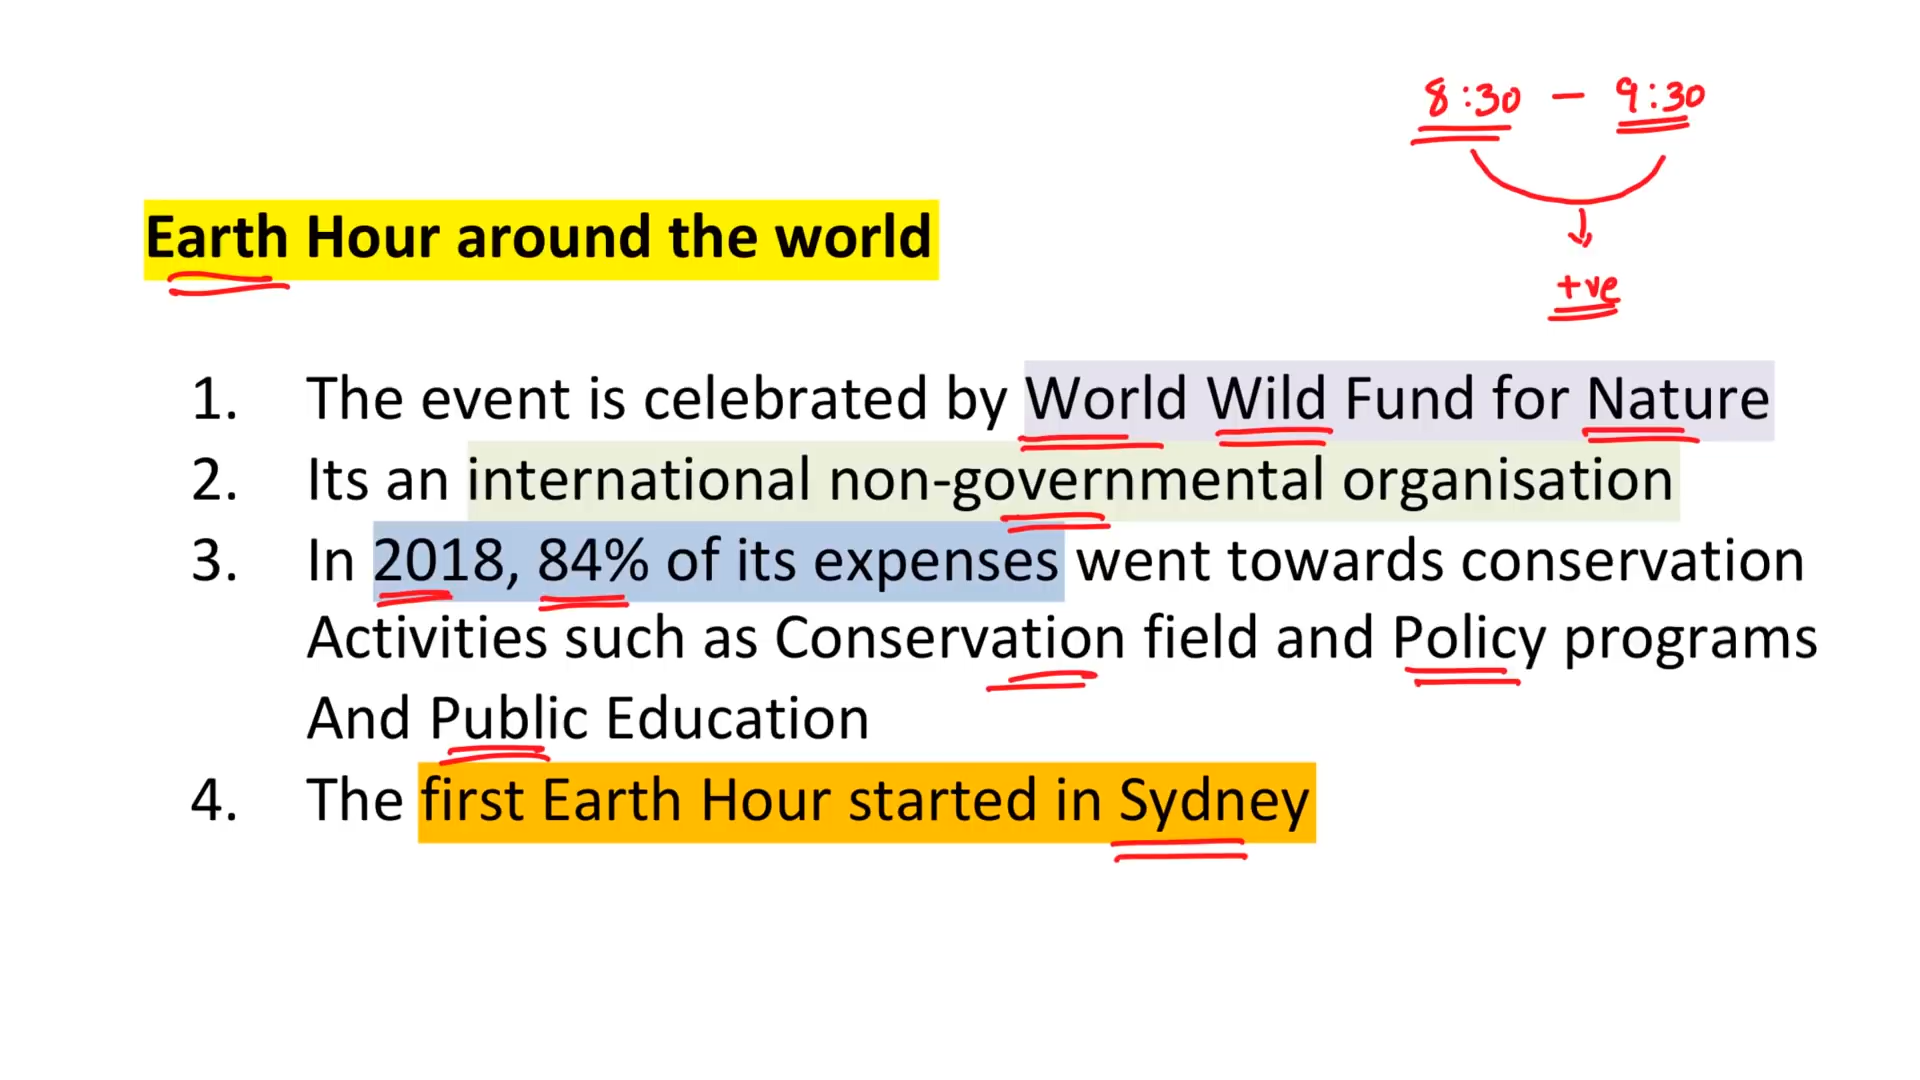 8:30 - 9:30
+ve
Earth Hour around the world
1. The event is celebrated by World Wild Fund for Nature
2. Its an international non-governmental organisation
3. In 2018, 84% of its expenses went towards conservation
Activities such as Conservation field and Policy programs
And Public Education
4. The first Earth Hour started in Sydney